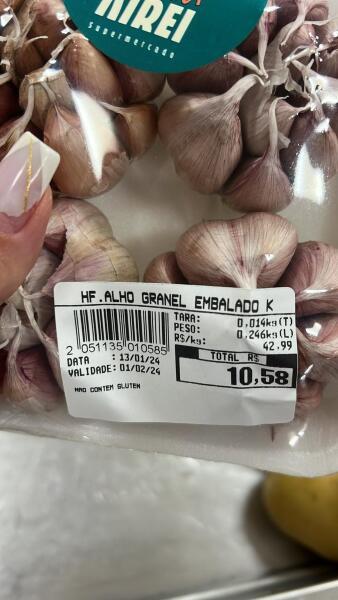 KIREI
Supermercado
HF.ALHO GRANEL EMBALADO K
TARA: 0,014kg(T)
PESO: 0,246kg(L)
R$/kg: 42.99
2 051135 010585
DATA : 13/01/24
VALIDADE: 01/02/24
TOTAL R$
10,58
NAO CONTEM GLUTEN